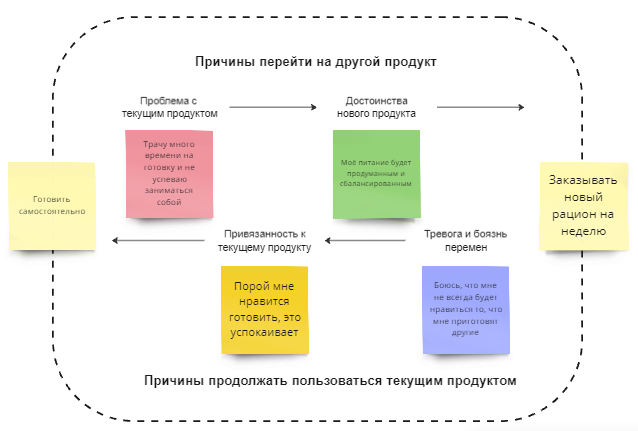 Причины перейти на другой продукт
Проблема с
текущим продуктом
Достоинства
нового продукта
Трачу много
времени на
готовку и не
успеваю
заниматься
собой
Моё питание будет
продуманным и
сбалансированным
Готовить
самостоятельно
Заказывать
новый
рацион на
неделю
Привязанность к
текущему продукту
Тревога и боязнь
перемен
Порой мне
нравится
готовить, это
успокаивает
Боюсь, что мне
не всегда будет
нравиться то, что
мне приготовят
другие
Причины продолжать пользоваться текущим продуктом